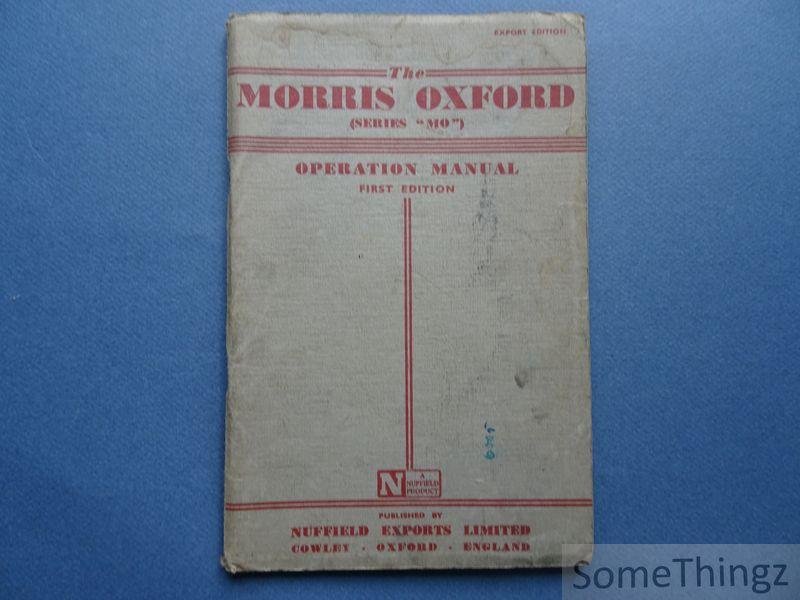 EXPORT EDITION
The
MORRIS OXFORD
(SERIES "MO")
OPERATION MANUAL
FIRST EDITION
N
A
NUFFIELD
PRODUCT
PUBLISHED BY
NUFFIELD EXPORTS LIMITED
COWLEY · OXFORD · ENGLAND
SomeThingz